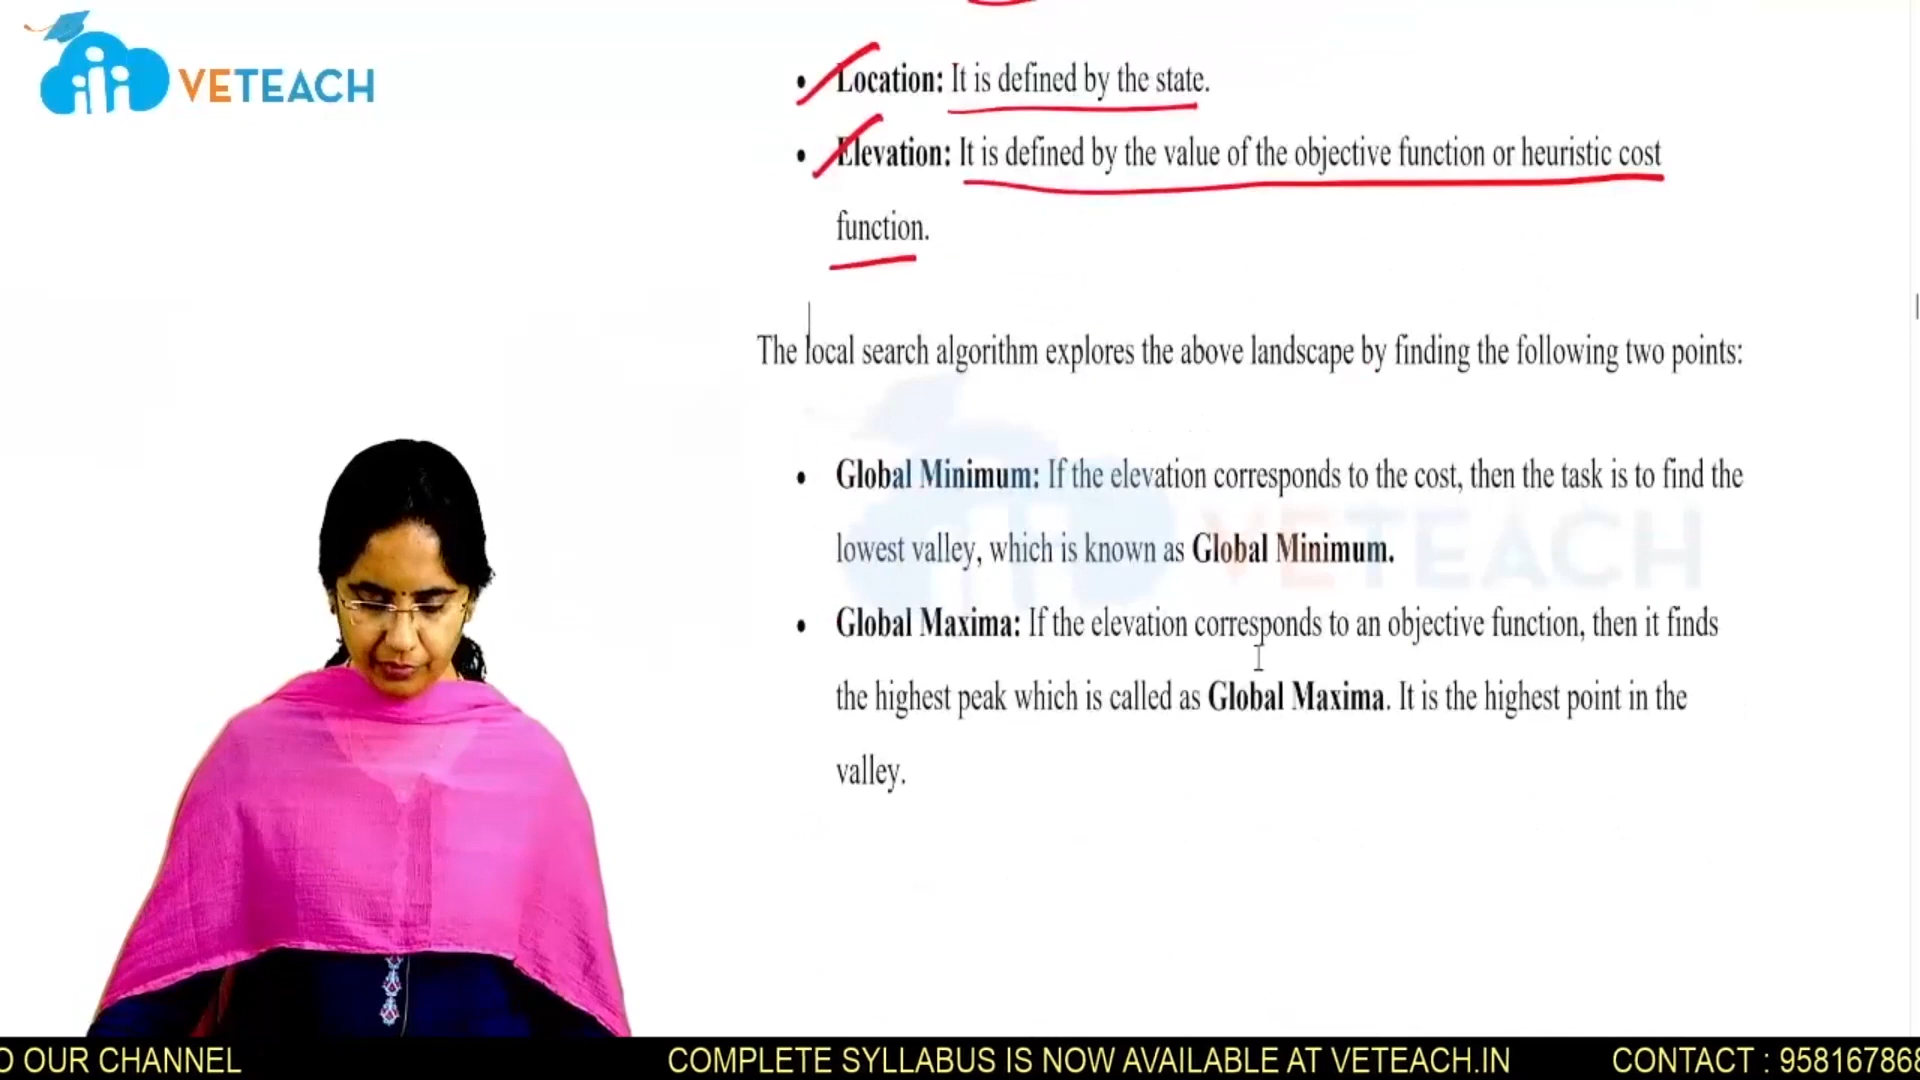 VETEACH
• Location: It is defined by the state.
• Elevation: It is defined by the value of the objective function or heuristic cost
function.
The local search algorithm explores the above landscape by finding the following two points:
• Global Minimum: If the elevation corresponds to the cost, then the task is to find the
lowest valley, which is known as Global Minimum.
VETEACH
• Global Maxima: If the elevation corresponds to an objective function, then it finds
the highest peak which is called as Global Maxima. It is the highest point in the
valley.
O OUR CHANNEL COMPLETE SYLLABUS IS NOW AVAILABLE AT VETEACH.IN CONTACT : 958167868